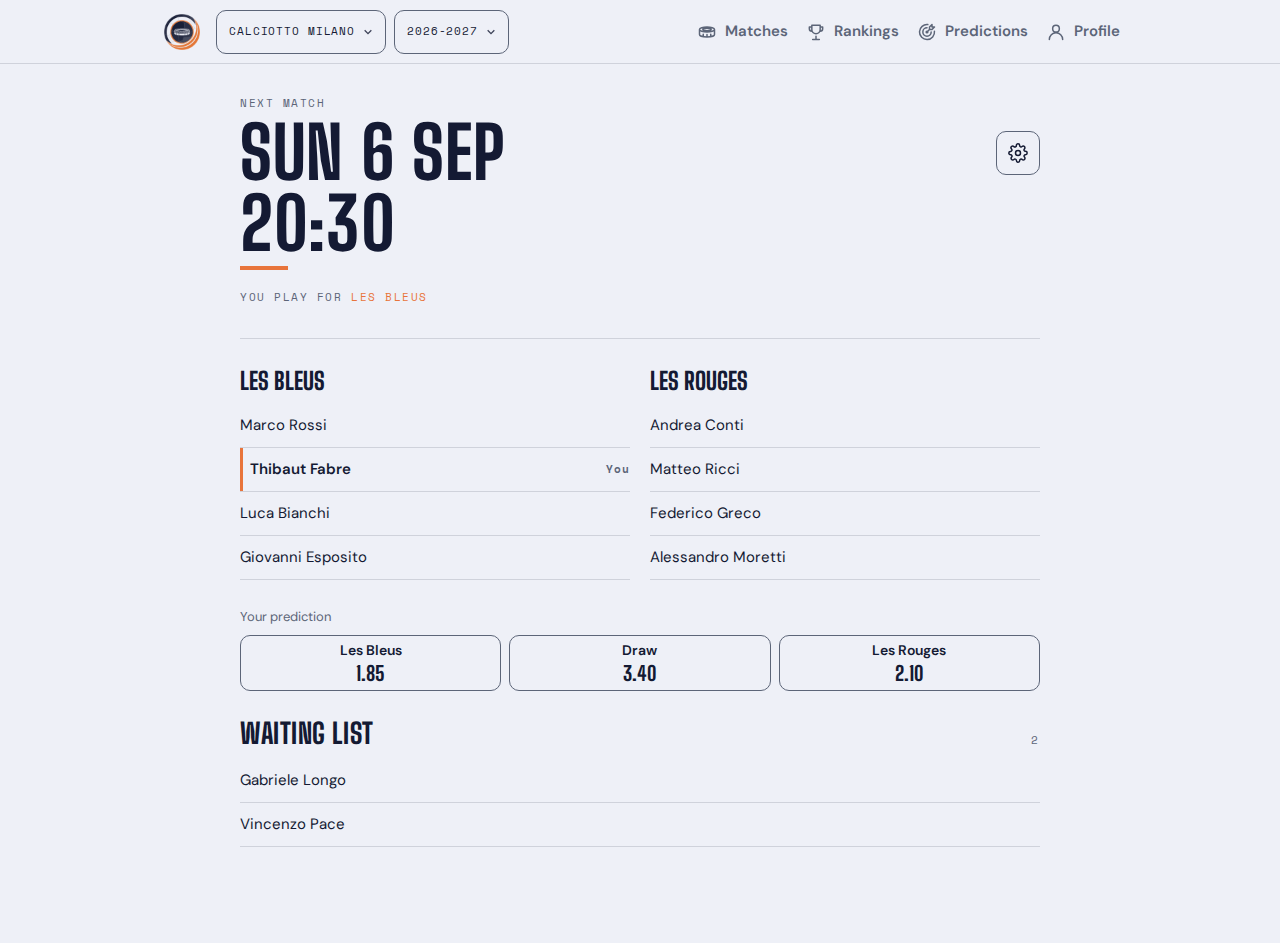 CALCIOTTO MILANO
2026-2027
Matches
Rankings
Predictions
Profile
NEXT MATCH
SUN 6 SEP
20:30
YOU PLAY FOR LES BLEUS
LES BLEUS
Marco Rossi
Thibaut Fabre You
Luca Bianchi
Giovanni Esposito
LES ROUGES
Andrea Conti
Matteo Ricci
Federico Greco
Alessandro Moretti
Your prediction
Les Bleus
1.85
Draw
3.40
Les Rouges
2.10
WAITING LIST
2
Gabriele Longo
Vincenzo Pace